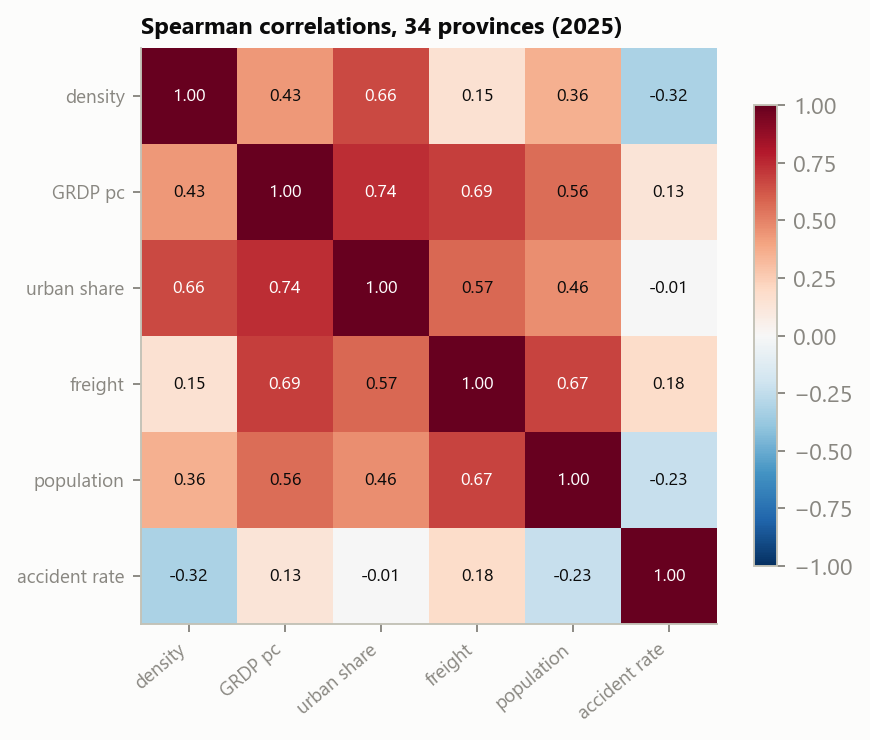 Spearman correlations, 34 provinces (2025)
density 1.00 0.43 0.66 0.15 0.36 -0.32
GRDP pc 0.43 1.00 0.74 0.69 0.56 0.13
urban share 0.66 0.74 1.00 0.57 0.46 -0.01
freight 0.15 0.69 0.57 1.00 0.67 0.18
population 0.36 0.56 0.46 0.67 1.00 -0.23
accident rate -0.32 0.13 -0.01 0.18 -0.23 1.00
density GRDP pc urban share freight population accident rate
1.00
0.75
0.50
0.25
0.00
−0.25
−0.50
−0.75
−1.00